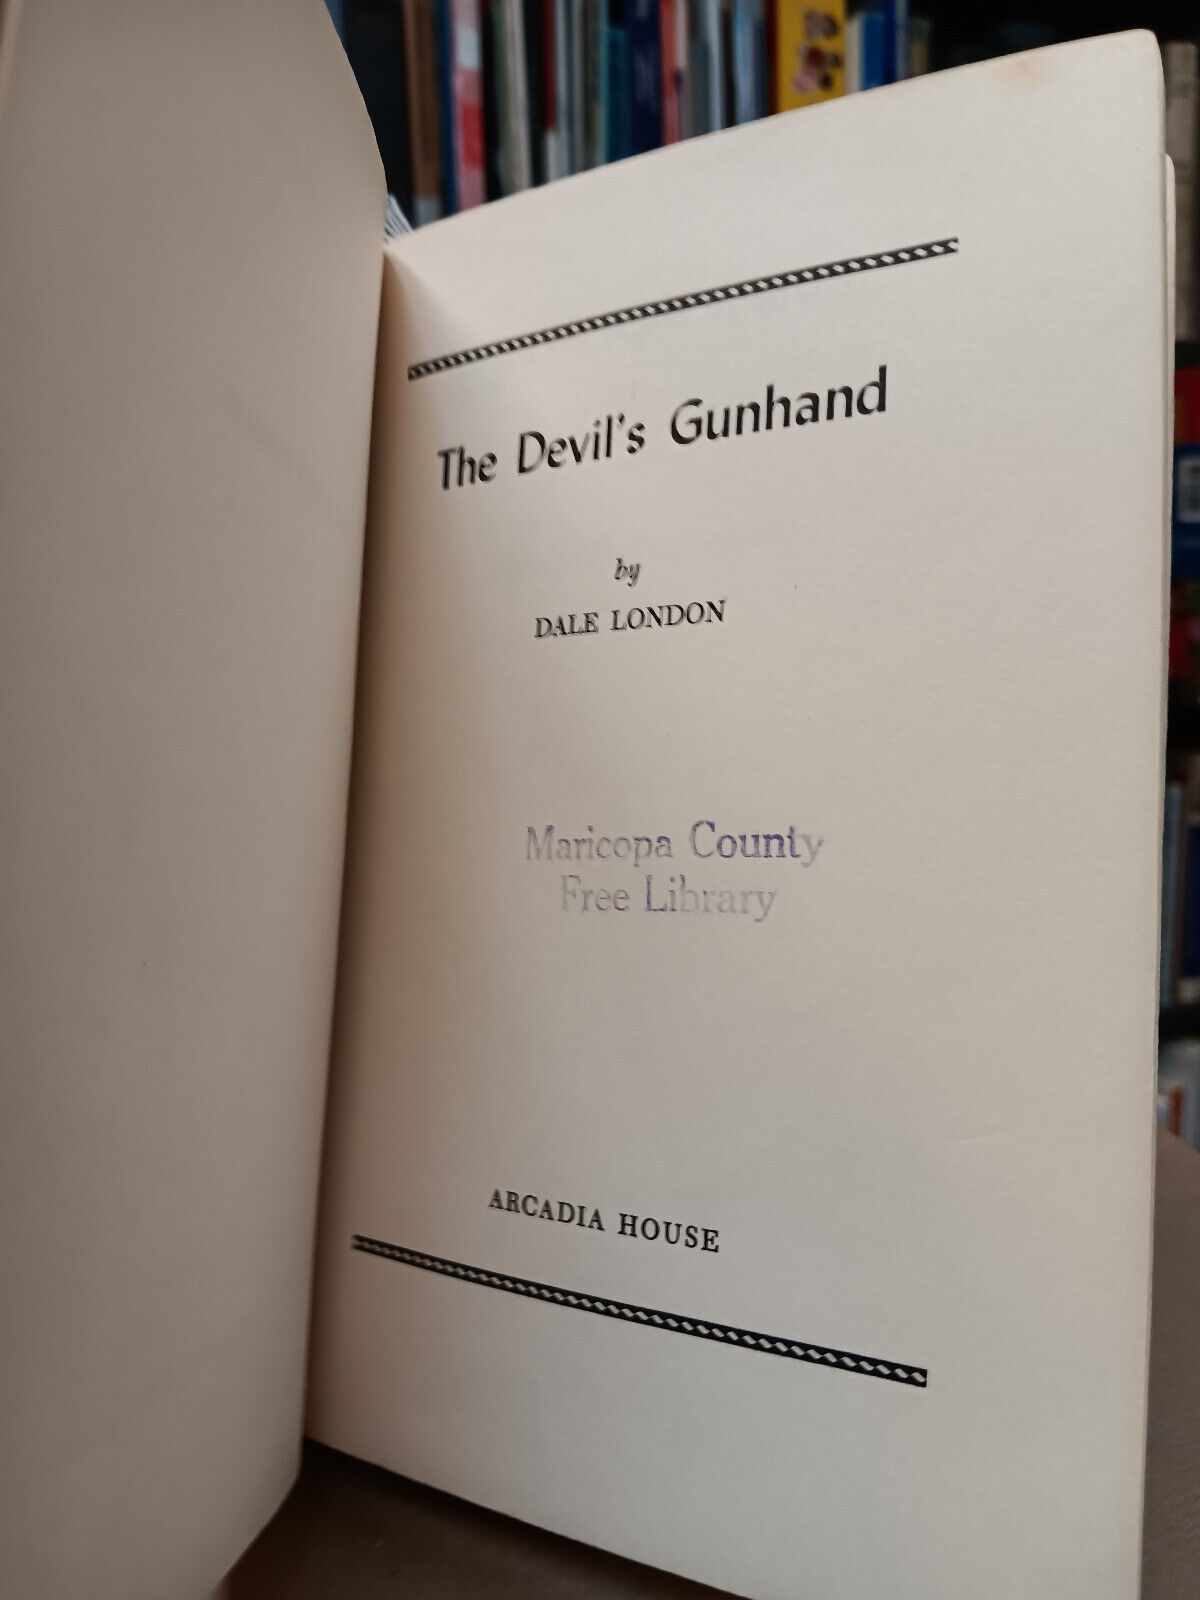 The Devil's Gunhand
by
DALE LONDON
Maricopa County
Free Library
ARCADIA HOUSE